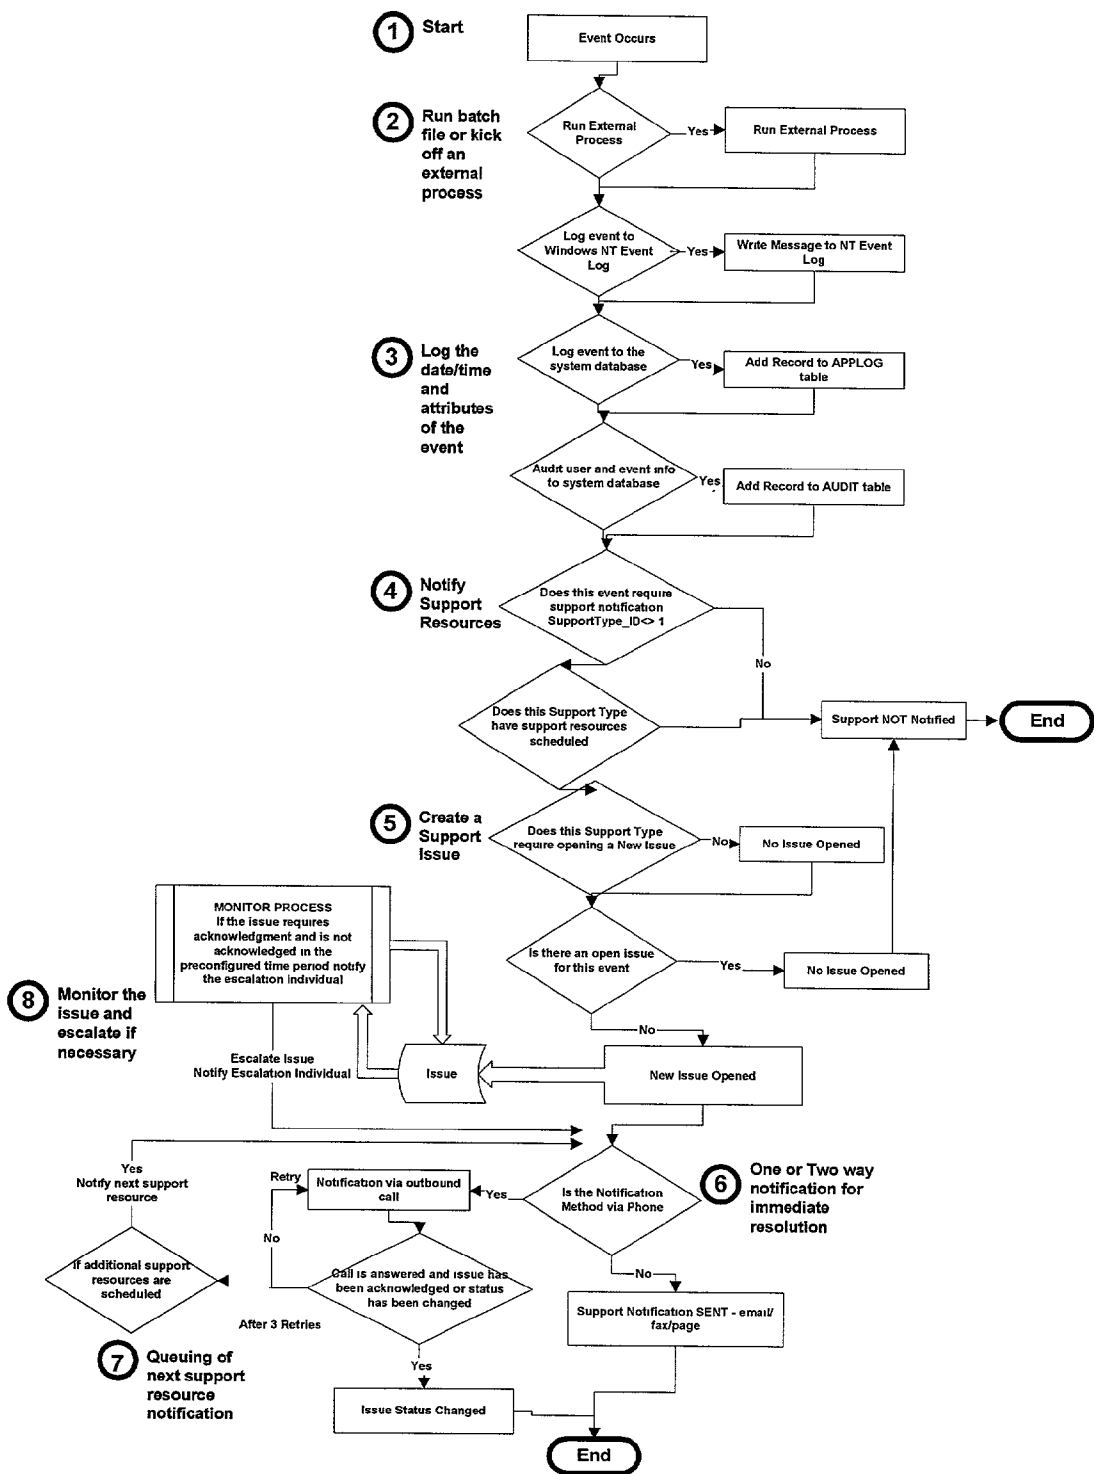 1
Start
Event Occurs
2
Run batch
file or kick
off an
external
process
Run External
Process
Yes
Run External Process
Log event to
Windows NT Event
Log
Yes
Write Message to NT Event
Log
3
Log the
date/time
and
attributes
of the
event
Log event to the
system database
Yes
Add Record to APPLOG
table
Audit user and event info
to system database
Yes
Add Record to AUDIT table
4
Notify
Support
Resources
Does this event require
support notification
SupportType_ID<> 1
No
Does this Support Type
have support resources
scheduled
Support NOT Notified
End
5
Create a
Support
Issue
Does this Support Type
require opening a New Issue
No
No Issue Opened
MONITOR PROCESS
If the issue requires
acknowledgment and is not
acknowledged in the
preconfigured time period notify
the escalation individual
Is there an open issue
for this event
Yes
No Issue Opened
8
Monitor the
issue and
escalate if
necessary
No
Escalate Issue
Notify Escalation Individual
Issue
New Issue Opened
Yes
Notify next support
resource
Retry
Notification via outbound
call
Yes
Is the Notification
Method via Phone
6
One or Two way
notification for
immediate
resolution
No
If additional support
resources are
scheduled
Call is answered and issue has
been acknowledged or status
has been changed
No
Support Notification SENT - email/
fax/page
After 3 Retries
7
Queuing of
next support
resource
notification
Yes
Issue Status Changed
End